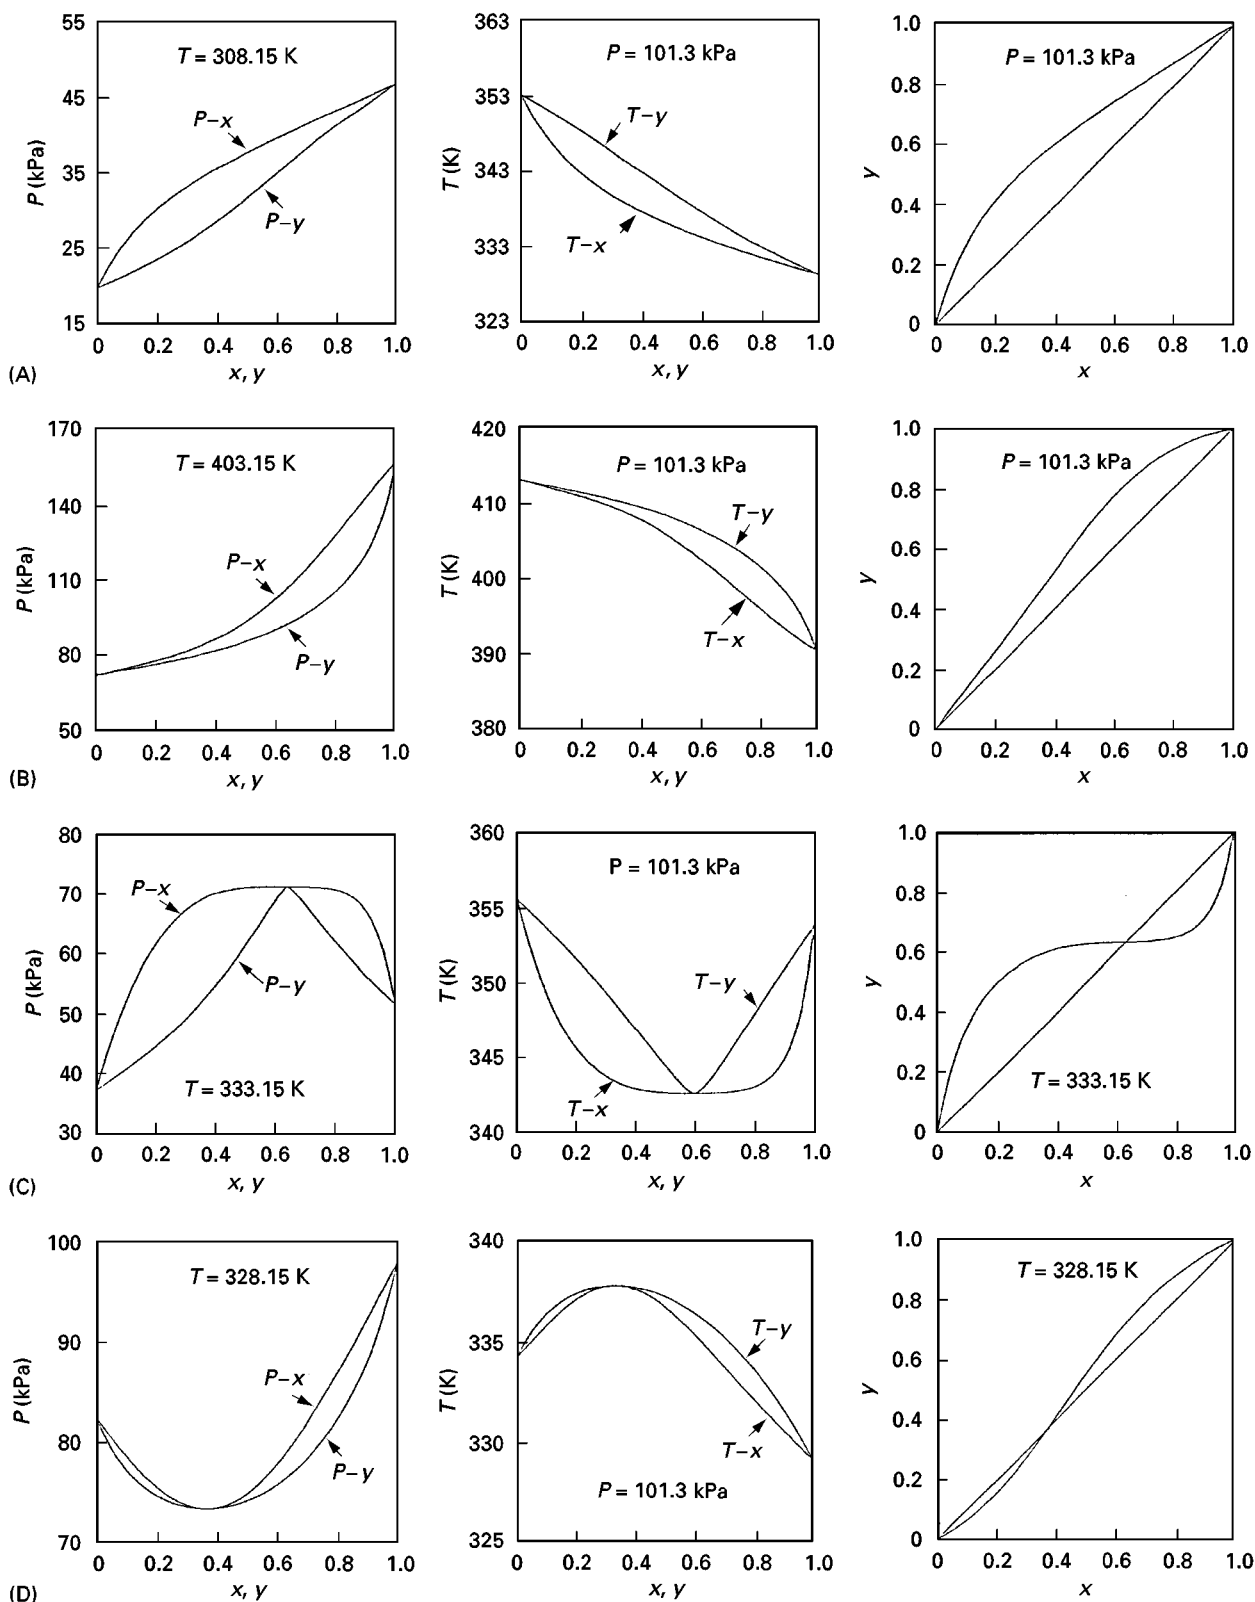 55
45
35
25
15
P (kPa)
T = 308.15 K
P–x
P–y
0 0.2 0.4 0.6 0.8 1.0
x, y
363
353
343
333
323
T (K)
P = 101.3 kPa
T–y
T–x
0 0.2 0.4 0.6 0.8 1.0
x, y
1.0
0.8
0.6
0.4
0.2
0
y
P = 101.3 kPa
0 0.2 0.4 0.6 0.8 1.0
x
(A)
170
140
110
80
50
P (kPa)
T = 403.15 K
P–x
P–y
0 0.2 0.4 0.6 0.8 1.0
x, y
420
410
400
390
380
T (K)
P = 101.3 kPa
T–y
T–x
0 0.2 0.4 0.6 0.8 1.0
x, y
1.0
0.8
0.6
0.4
0.2
0
y
P = 101.3 kPa
0 0.2 0.4 0.6 0.8 1.0
x
(B)
80
70
60
50
40
30
P (kPa)
P–x
P–y
T = 333.15 K
0 0.2 0.4 0.6 0.8 1.0
x, y
360
355
350
345
340
T (K)
P = 101.3 kPa
T–y
T–x
0 0.2 0.4 0.6 0.8 1.0
x, y
1.0
0.8
0.6
0.4
0.2
0
y
T = 333.15 K
0 0.2 0.4 0.6 0.8 1.0
x
(C)
100
90
80
70
P (kPa)
T = 328.15 K
P–x
P–y
0 0.2 0.4 0.6 0.8 1.0
x, y
340
335
330
325
T (K)
T–y
T–x
P = 101.3 kPa
0 0.2 0.4 0.6 0.8 1.0
x, y
1.0
0.8
0.6
0.4
0.2
0
y
T = 328.15 K
0 0.2 0.4 0.6 0.8 1.0
x
(D)